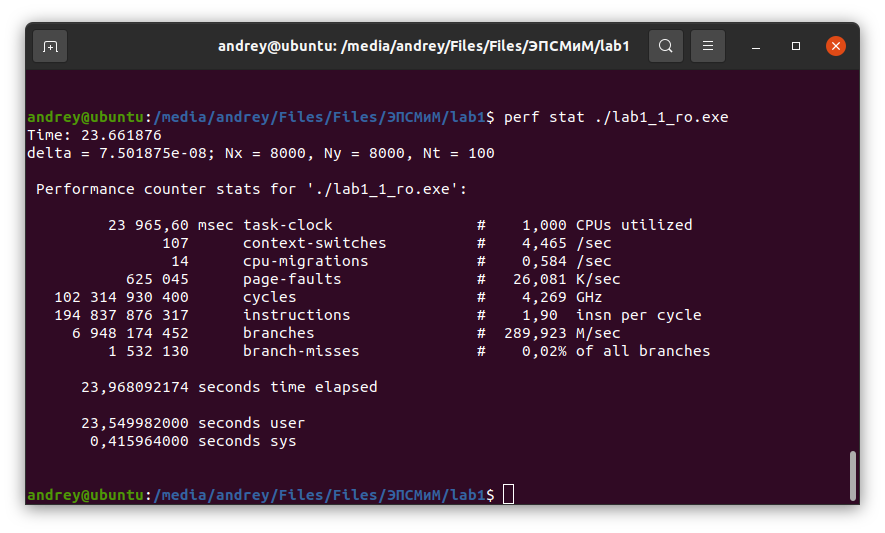 andrey@ubuntu: /media/andrey/Files/Files/ЭПСМиМ/lab1
andrey@ubuntu:/media/andrey/Files/Files/ЭПСМиМ/lab1$ perf stat ./lab1_1_ro.exe
Time: 23.661876
delta = 7.501875e-08; Nx = 8000, Ny = 8000, Nt = 100
Performance counter stats for './lab1_1_ro.exe':
23 965,60 msec task-clock # 1,000 CPUs utilized
107 context-switches # 4,465 /sec
14 cpu-migrations # 0,584 /sec
625 045 page-faults # 26,081 K/sec
102 314 930 400 cycles # 4,269 GHz
194 837 876 317 instructions # 1,90 insn per cycle
6 948 174 452 branches # 289,923 M/sec
1 532 130 branch-misses # 0,02% of all branches
23,968092174 seconds time elapsed
23,549982000 seconds user
0,415964000 seconds sys
andrey@ubuntu:/media/andrey/Files/Files/ЭПСМиМ/lab1$